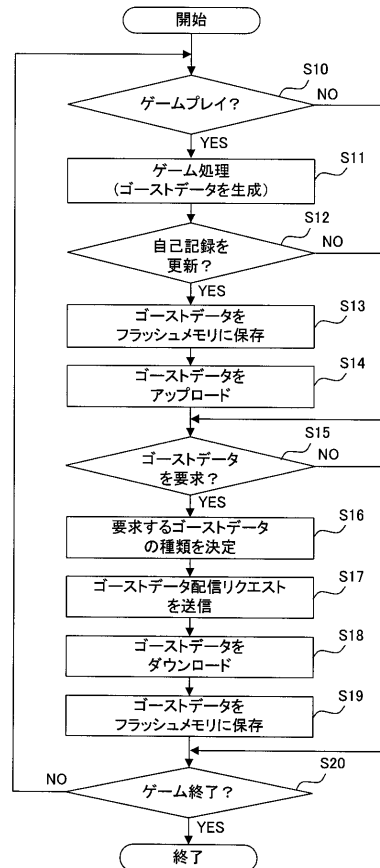 開始
S10
ゲームプレイ?
NO
YES
S11
ゲーム処理
(ゴーストデータを生成)
S12
自己記録を
更新?
NO
YES
S13
ゴーストデータを
フラッシュメモリに保存
S14
ゴーストデータを
アップロード
S15
ゴーストデータ
を要求?
NO
YES
S16
要求するゴーストデータ
の種類を決定
S17
ゴーストデータ配信リクエスト
を送信
S18
ゴーストデータを
ダウンロード
S19
ゴーストデータを
フラッシュメモリに保存
S20
NO
ゲーム終了?
YES
終了